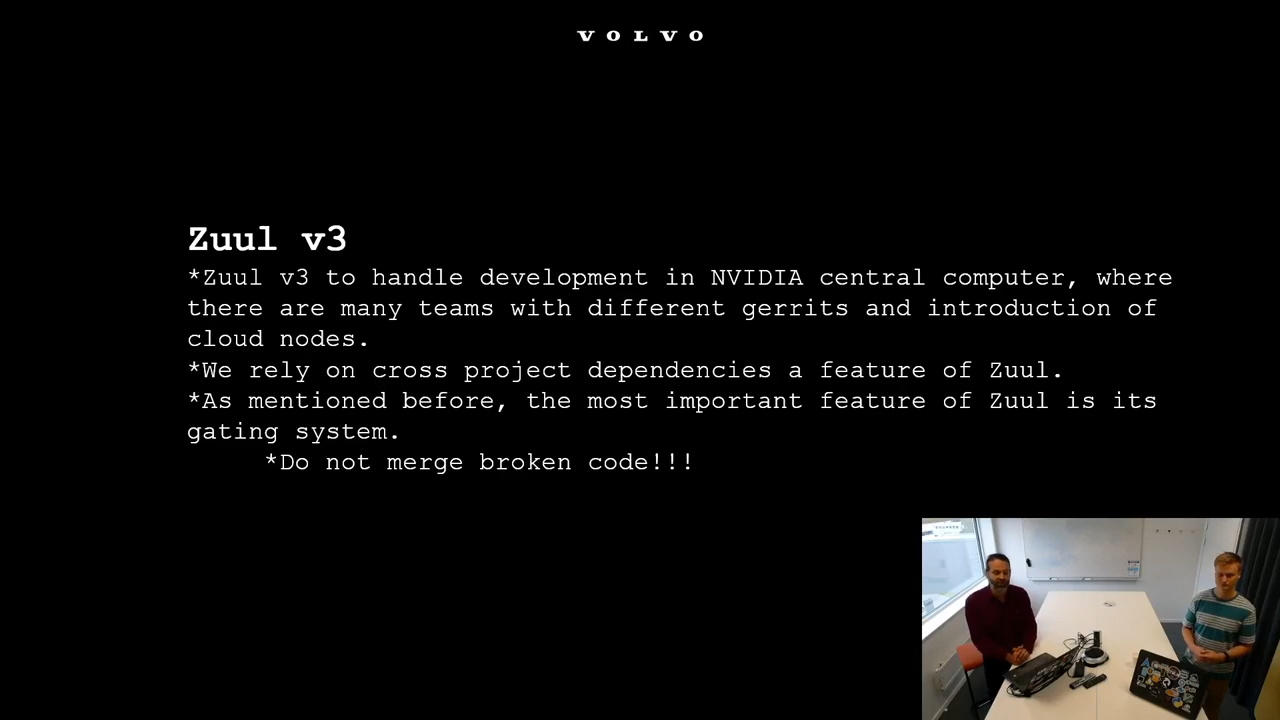 VOLVO
Zuul v3
*Zuul v3 to handle development in NVIDIA central computer, where
there are many teams with different gerrits and introduction of
cloud nodes.
*We rely on cross project dependencies a feature of Zuul.
*As mentioned before, the most important feature of Zuul is its
gating system.
*Do not merge broken code!!!